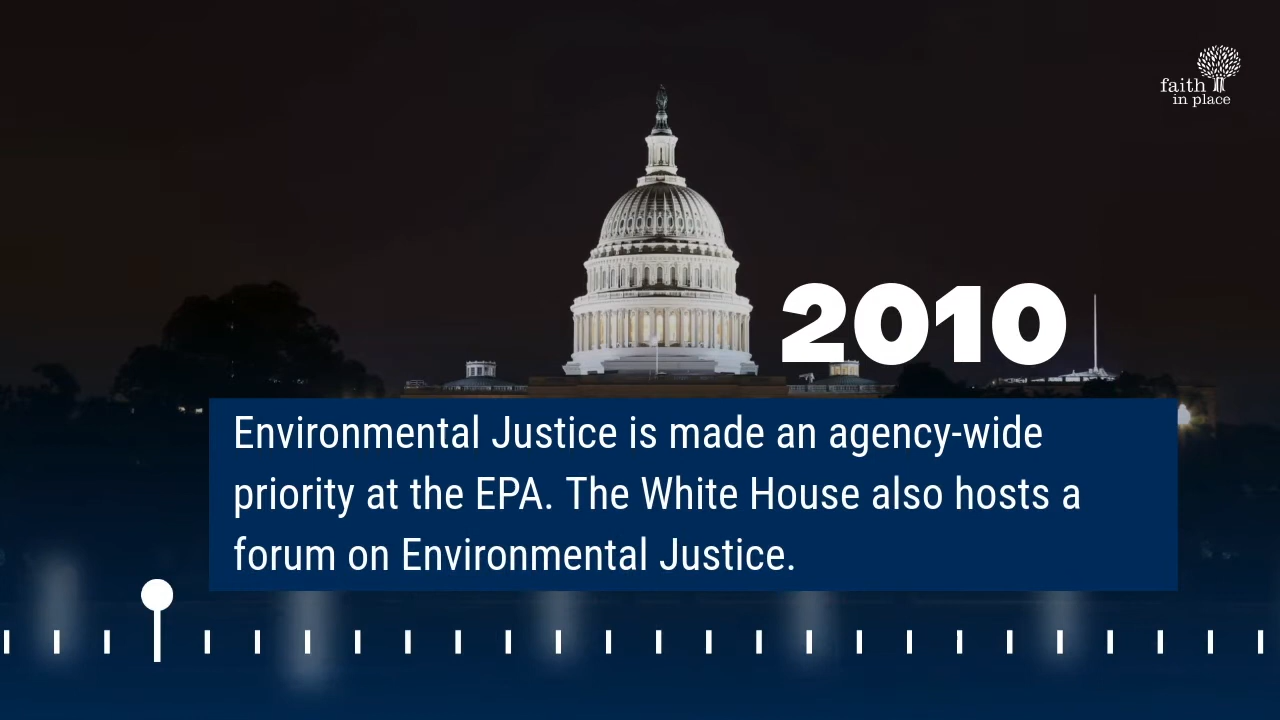 faith
in place
2010
Environmental Justice is made an agency-wide
priority at the EPA. The White House also hosts a
forum on Environmental Justice.